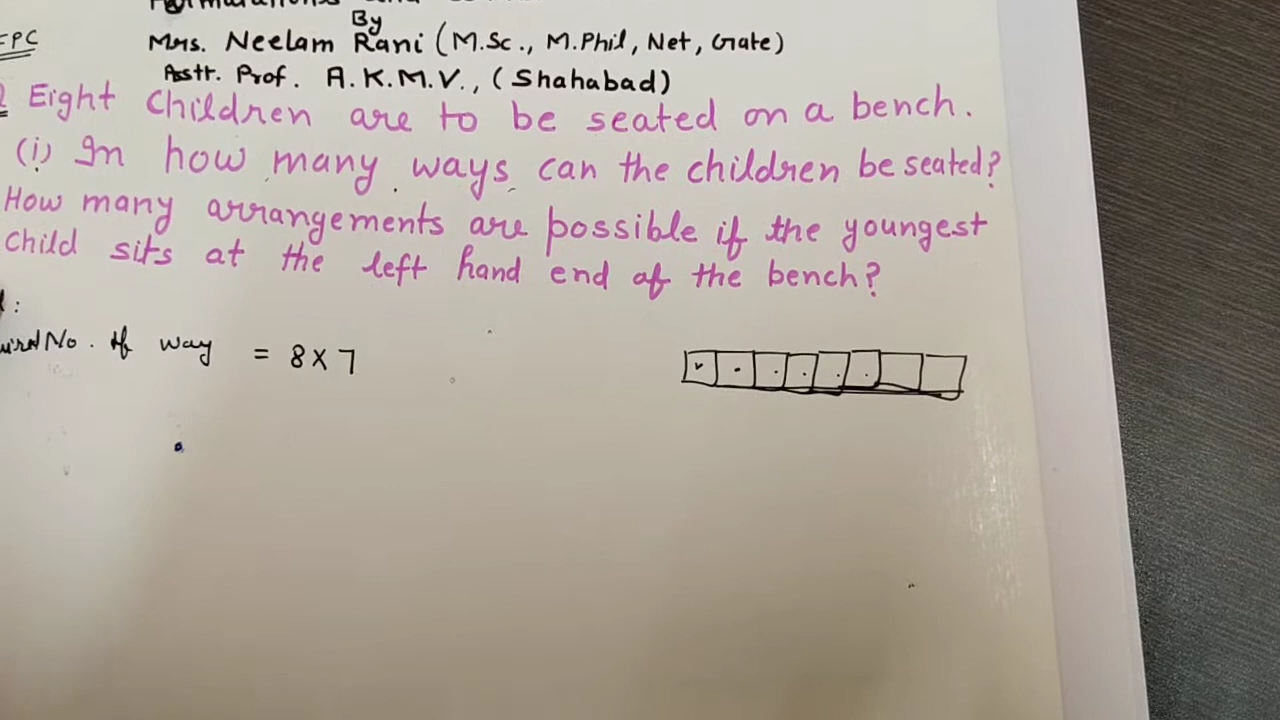 By
Mrs. Neelam Rani (M.Sc., M.Phil, Net, Gate)
FPC
Asstt. Prof. A.K.M.V., (Shahabad)
Eight Children are to be seated on a bench.
(i) In how many ways can the children be seated?
How many arrangements are possible if the youngest
Child sits at the left hand end of the bench?
No. of way = 8 × 7